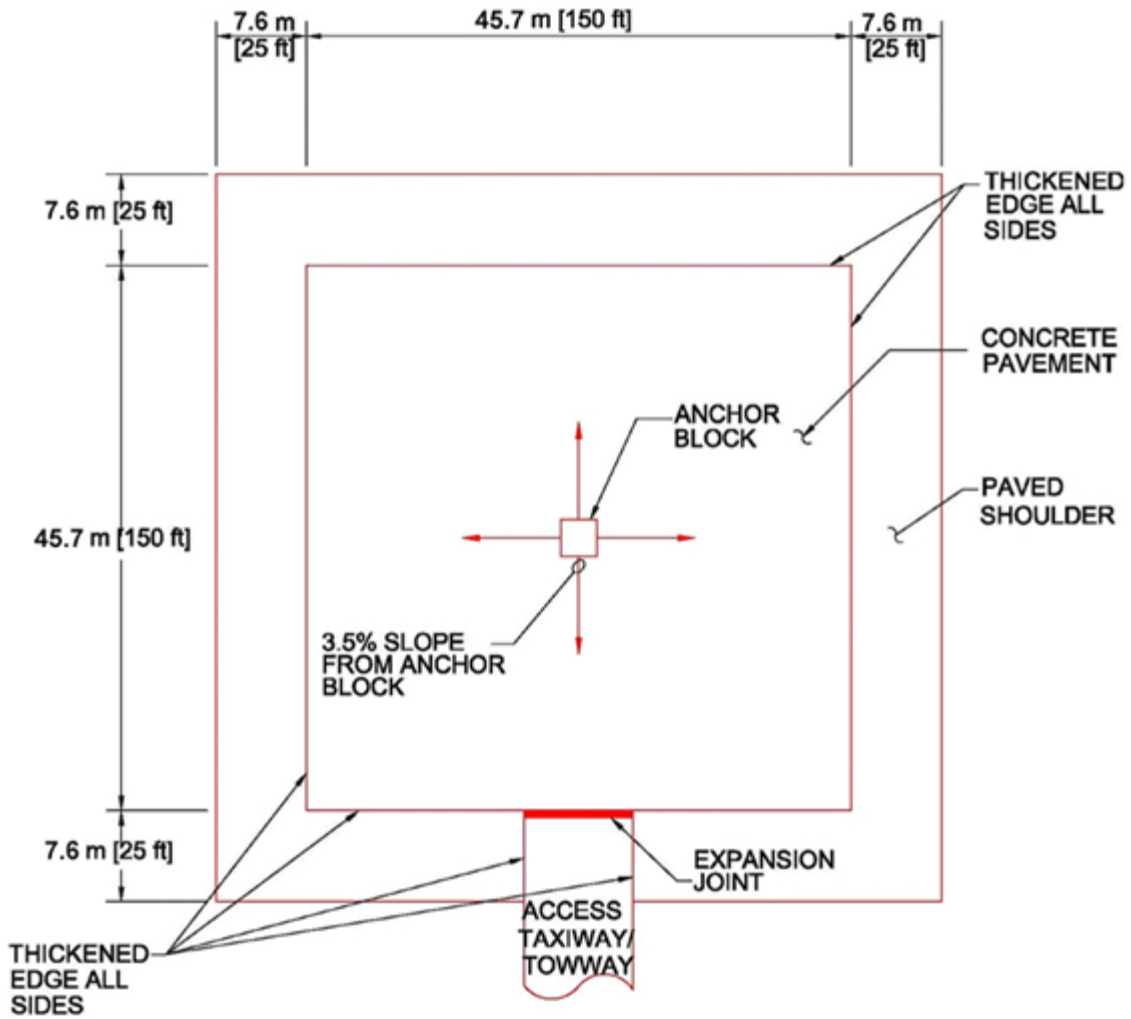 7.6 m
[25 ft]
45.7 m [150 ft]
7.6 m
[25 ft]
7.6 m [25 ft]
THICKENED
EDGE ALL
SIDES
CONCRETE
PAVEMENT
ANCHOR
BLOCK
PAVED
SHOULDER
45.7 m [150 ft]
3.5% SLOPE
FROM ANCHOR
BLOCK
7.6 m [25 ft]
EXPANSION
JOINT
ACCESS
TAXIWAY/
TOWWAY
THICKENED
EDGE ALL
SIDES